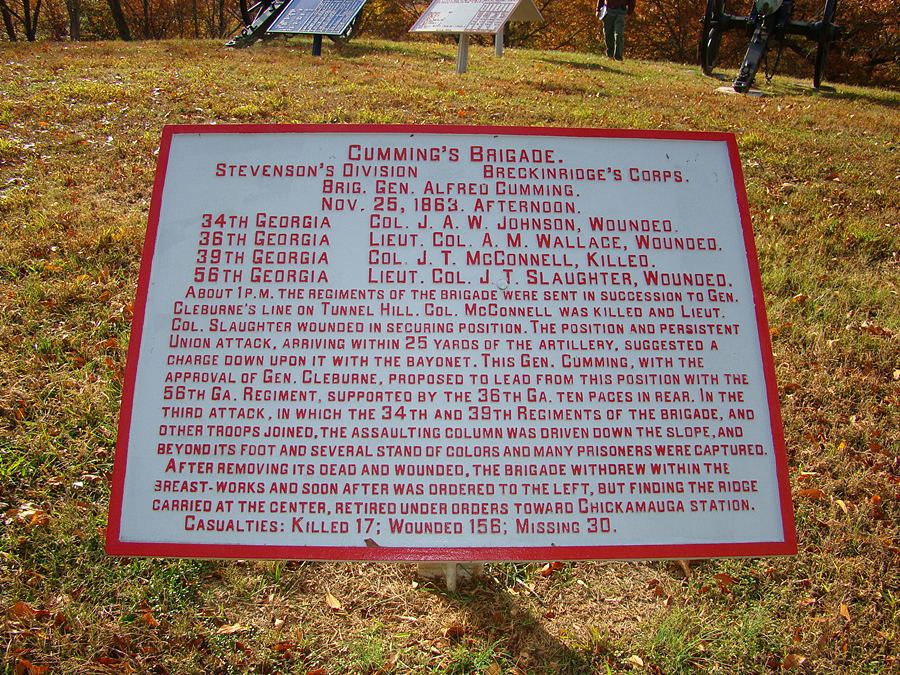 Cumming's Brigade.
Stevenson's Division Breckinridge's Corps.
Brig. Gen. Alfred Cumming.
Nov. 25, 1863. Afternoon.
34th Georgia Col. J. A. W. Johnson, Wounded.
36th Georgia Lieut. Col. A. M. Wallace, Wounded.
39th Georgia Col. J. T. McConnell, Killed.
56th Georgia Lieut. Col. J. T. Slaughter, Wounded.
About 1 p.m. the regiments of the brigade were sent in succession to Gen.
Cleburne's line on Tunnel Hill. Col. McConnell was killed and Lieut.
Col. Slaughter wounded in securing position. The position and persistent
Union attack, arriving within 25 yards of the artillery, suggested a
charge down upon it with the bayonet. This Gen. Cumming, with the
approval of Gen. Cleburne, proposed to lead from this position with the
56th Ga. Regiment, supported by the 36th Ga. ten paces in rear. In the
third attack, in which the 34th and 39th Regiments of the brigade, and
other troops joined, the assaulting column was driven down the slope, and
beyond its foot and several stand of colors and many prisoners were captured.
After removing its dead and wounded, the brigade withdrew within the
breast-works and soon after was ordered to the left, but finding the ridge
carried at the center, retired under orders toward Chickamauga station.
Casualties: Killed 17; Wounded 156; Missing 30.